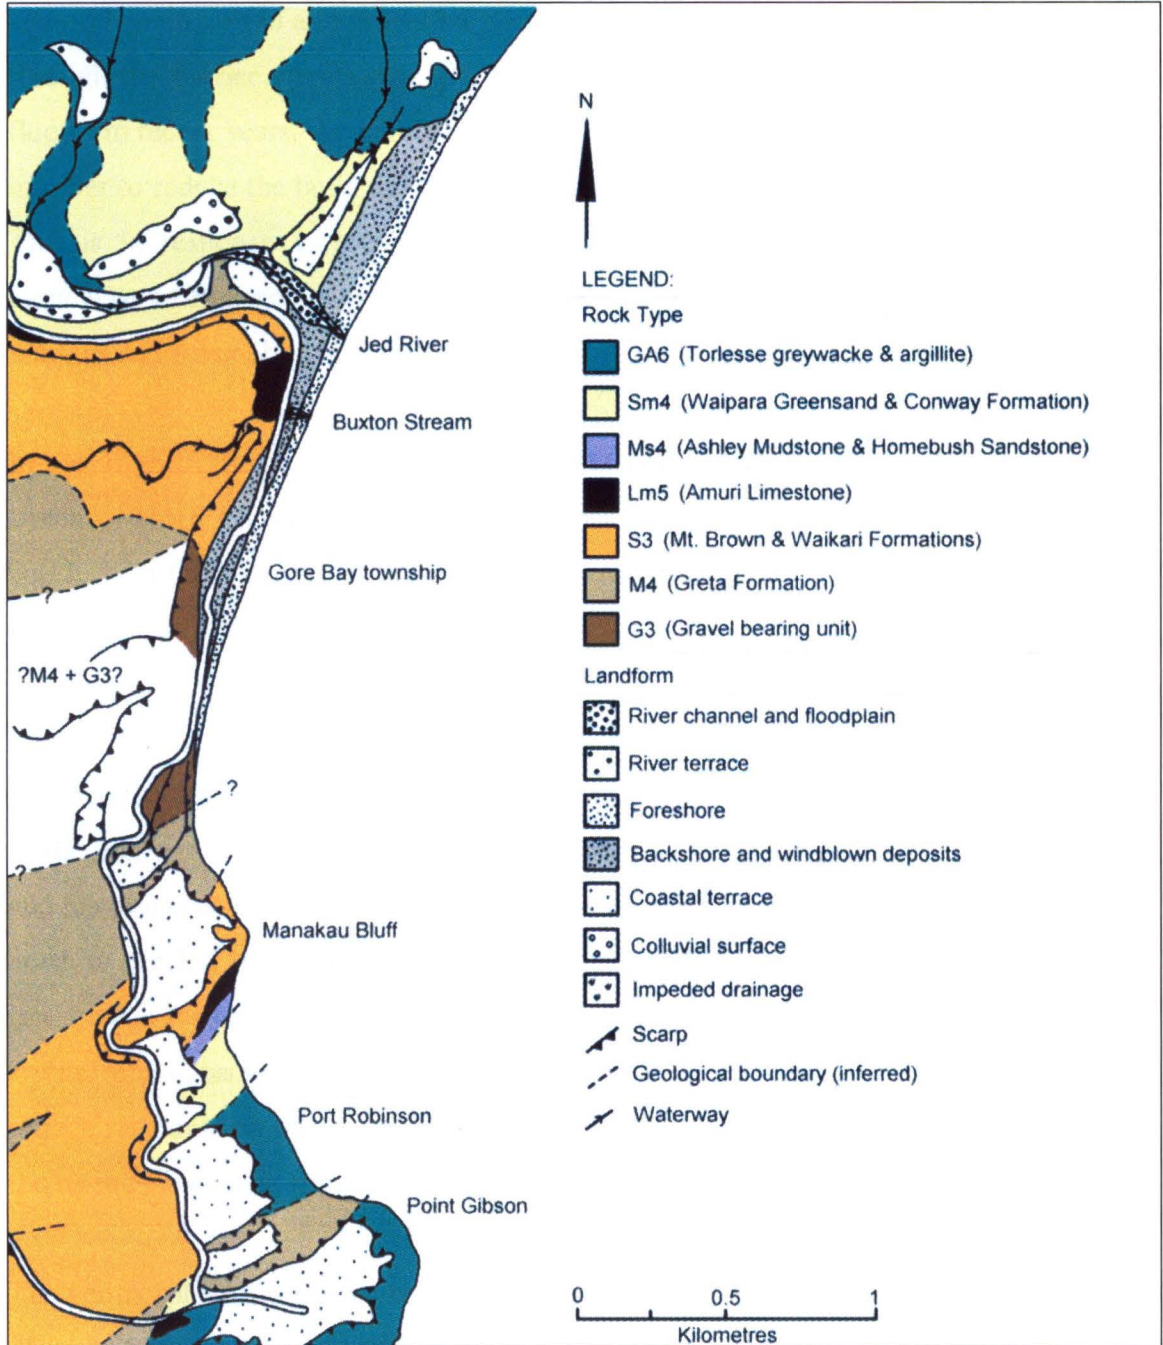 N
LEGEND:
Rock Type
GA6 (Torlesse greywacke & argillite)
Sm4 (Waipara Greensand & Conway Formation)
Ms4 (Ashley Mudstone & Homebush Sandstone)
Lm5 (Amuri Limestone)
S3 (Mt. Brown & Waikari Formations)
M4 (Greta Formation)
G3 (Gravel bearing unit)
Landform
River channel and floodplain
River terrace
Foreshore
Backshore and windblown deposits
Coastal terrace
Colluvial surface
Impeded drainage
Scarp
Geological boundary (inferred)
Waterway
Jed River
Buxton Stream
Gore Bay township
?
?M4 + G3?
?
?
Manakau Bluff
Port Robinson
Point Gibson
0 0.5 1
Kilometres